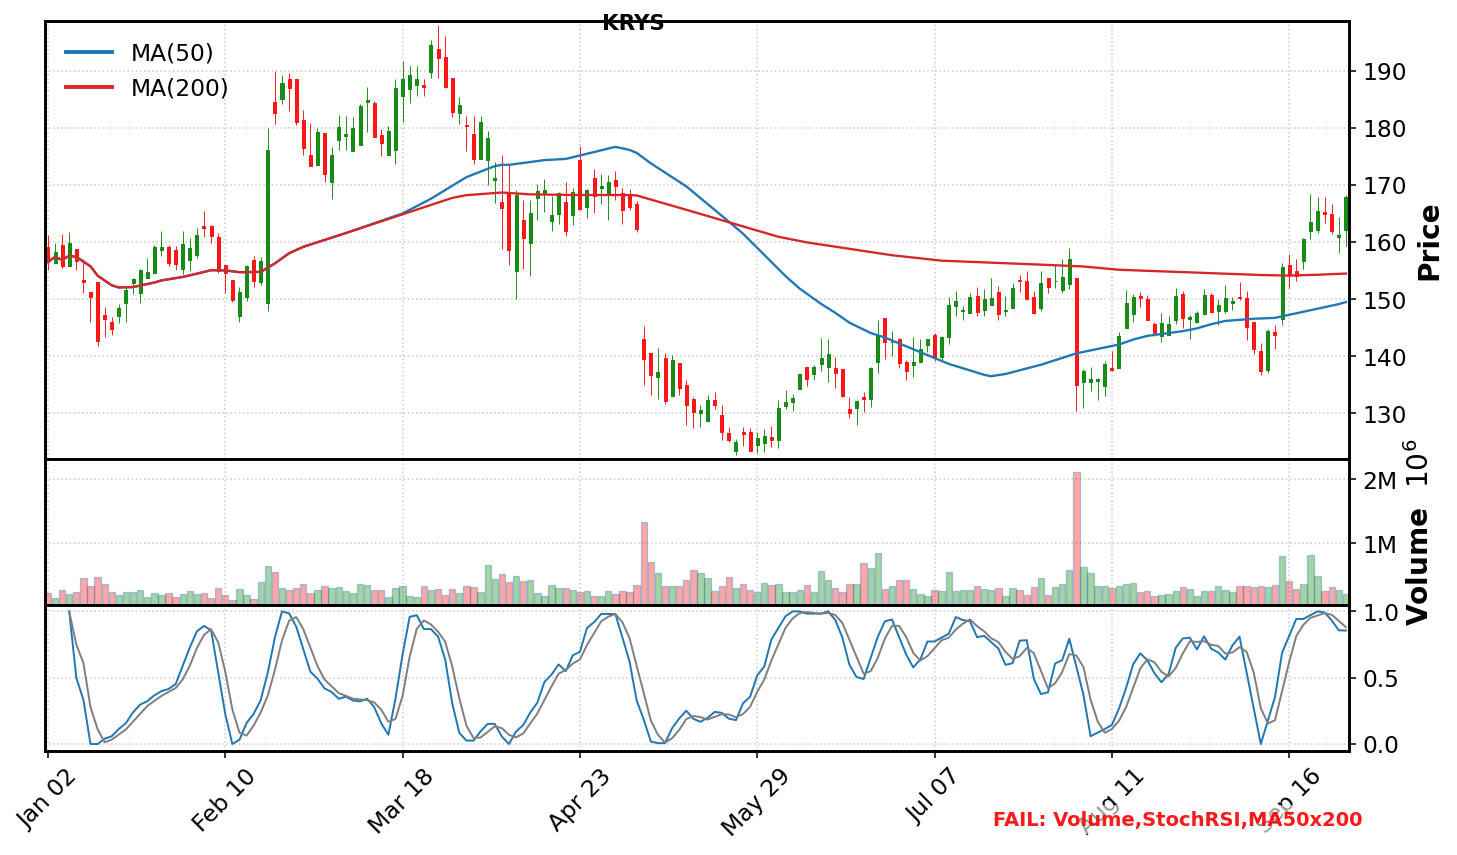 KRYS
MA(50)
MA(200)
190
180
170
160
150
140
130
Price
2M
1M
Volume 10^6
1.0
0.5
0.0
Jan 02
Feb 10
Mar 18
Apr 23
May 29
Jul 07
Aug 11
Sep 16
FAIL: Volume,StochRSI,MA50x200